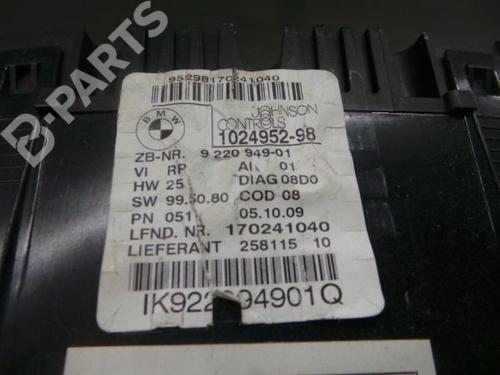 B-PARTS
95298170241040
BMW
JOHNSON
CONTROLS
1024952-98
ZB-NR. 9 220 949-01
VI RP AI 01
HW 25 DIAG 08D0
SW 99.50.80 COD 08
PN 051 05.10.09
LFND. NR. 170241040
LIEFERANT 258115 10
Q